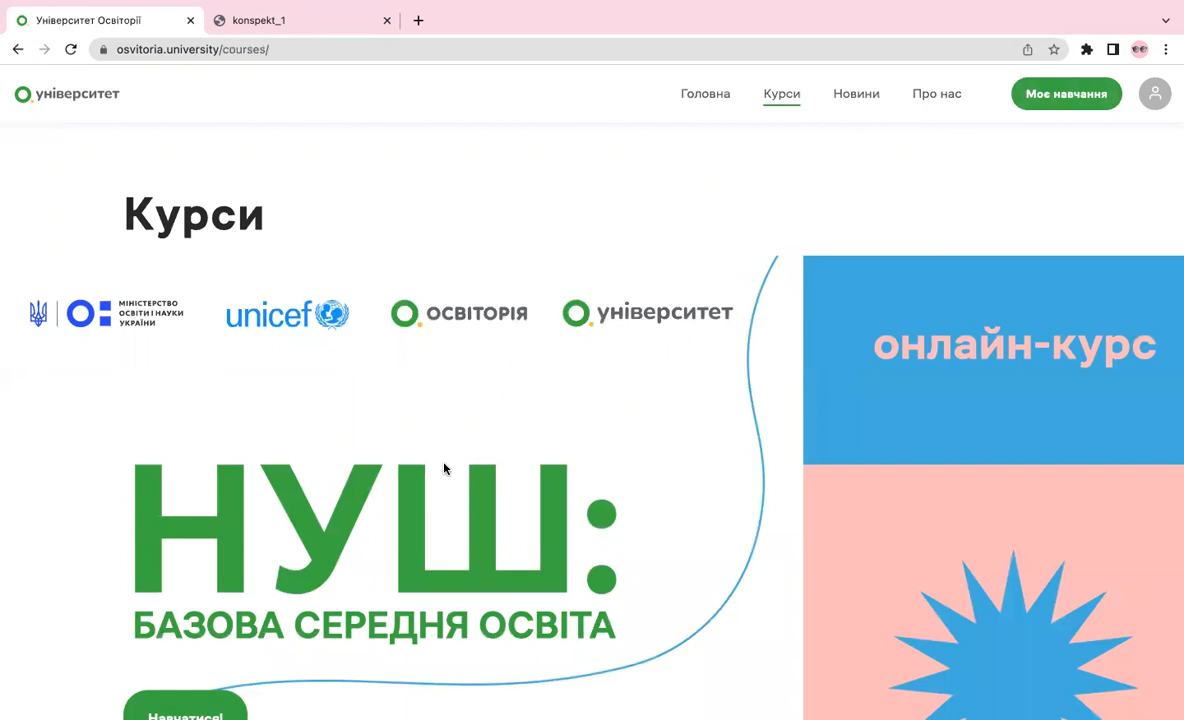 Університет Освіторії
konspekt_1
osvitoria.university/courses/
університет
Головна
Курси
Новини
Про нас
Моє навчання
Курси
МІНІСТЕРСТВО
ОСВІТИ І НАУКИ
УКРАЇНИ
unicef
ОСВІТОРІЯ
університет
онлайн-курс
НУШ:
БАЗОВА СЕРЕДНЯ ОСВІТА
Навчатися!